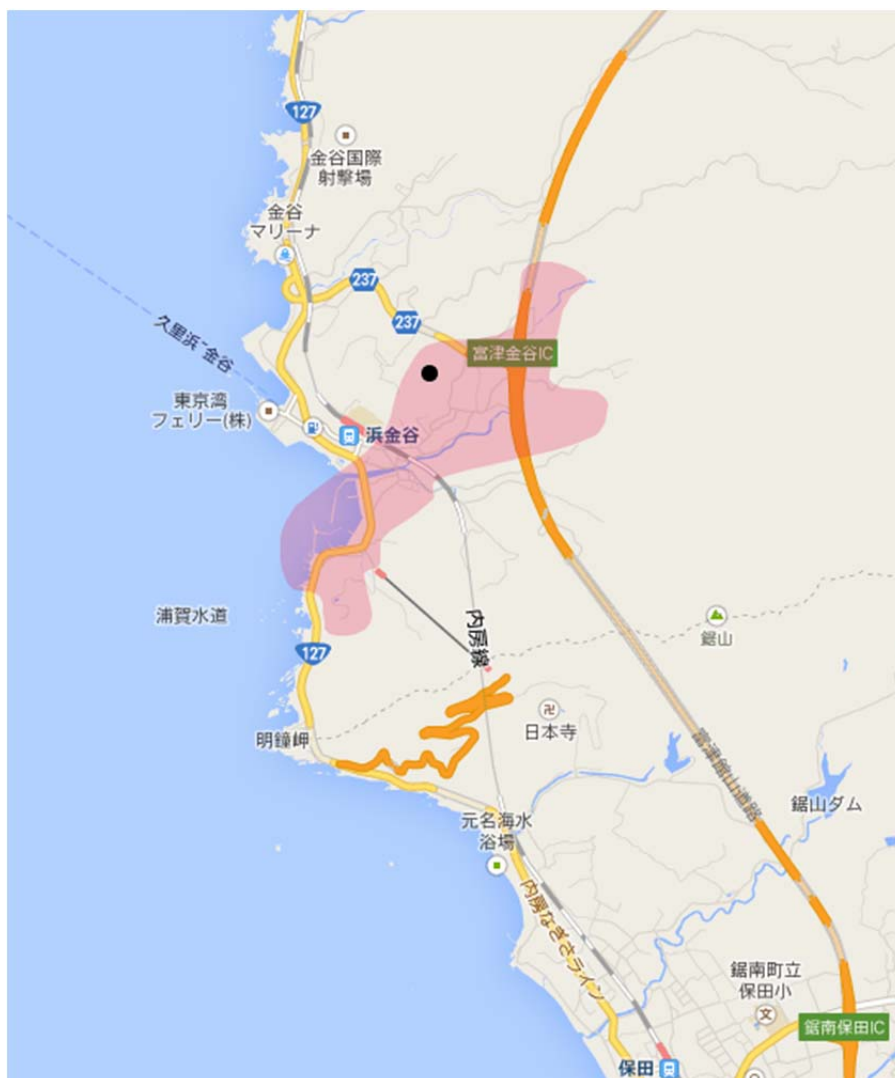 127
金谷国際
射撃場
金谷
マリーナ
237
237
久里浜-金谷
富津金谷IC
東京湾
フェリー(株)
浜金谷
浦賀水道
内房線
鋸山
127
日本寺
明鐘岬
富津館山道路
鋸山ダム
元名海水
浴場
内房なぎさライン
鋸南町立
保田小
文
鋸南保田IC
保田